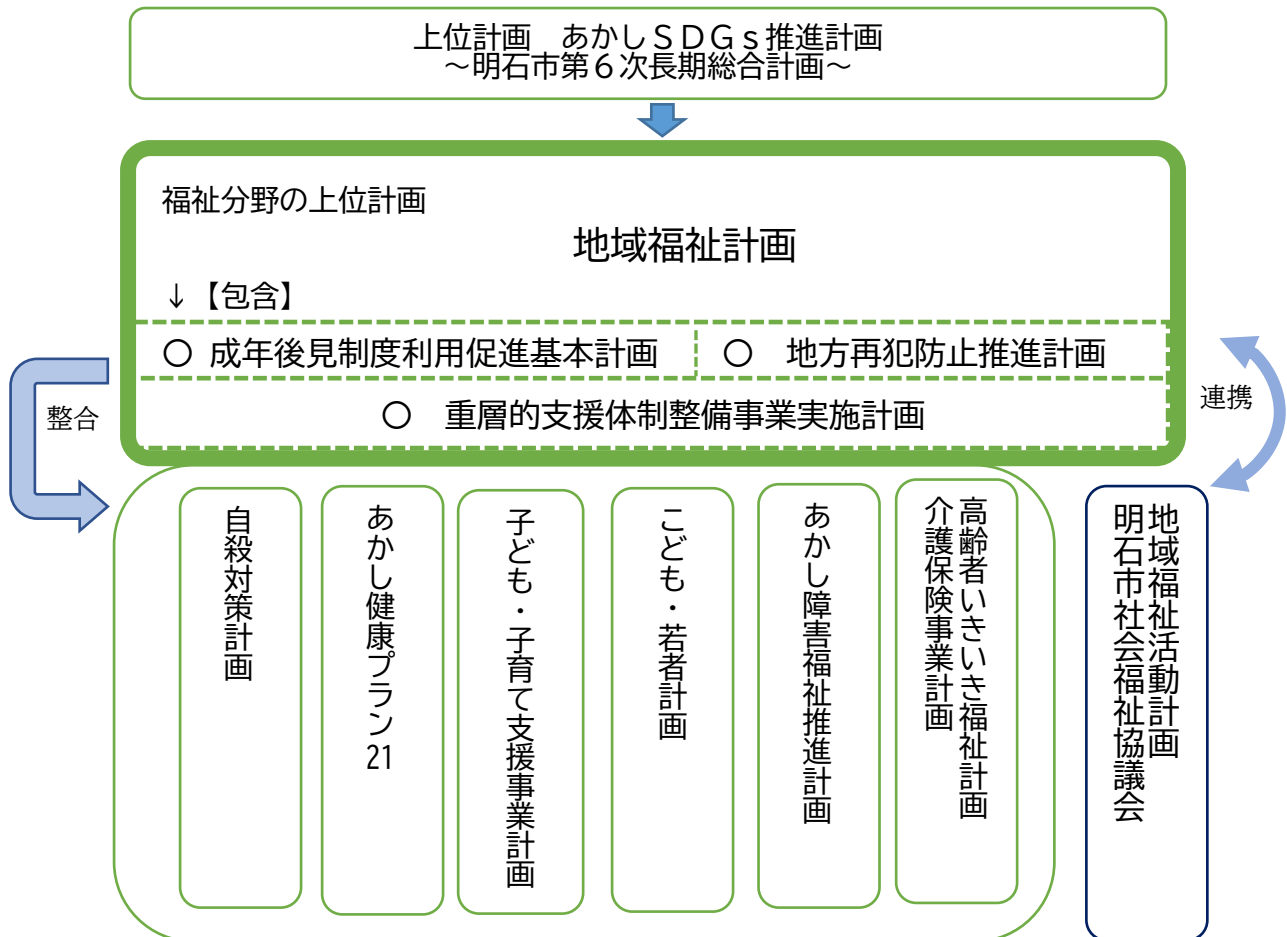 上位計画　あかしＳＤＧｓ推進計画
～明石市第６次長期総合計画～
福祉分野の上位計画
地域福祉計画
↓【包含】
○ 成年後見制度利用促進基本計画
○　地方再犯防止推進計画
○　重層的支援体制整備事業実施計画
整合
連携
自殺対策計画
あかし健康プラン21
子ども・子育て支援事業計画
こども・若者計画
あかし障害福祉推進計画
高齢者いきいき福祉計画
介護保険事業計画
地域福祉活動計画
明石市社会福祉協議会